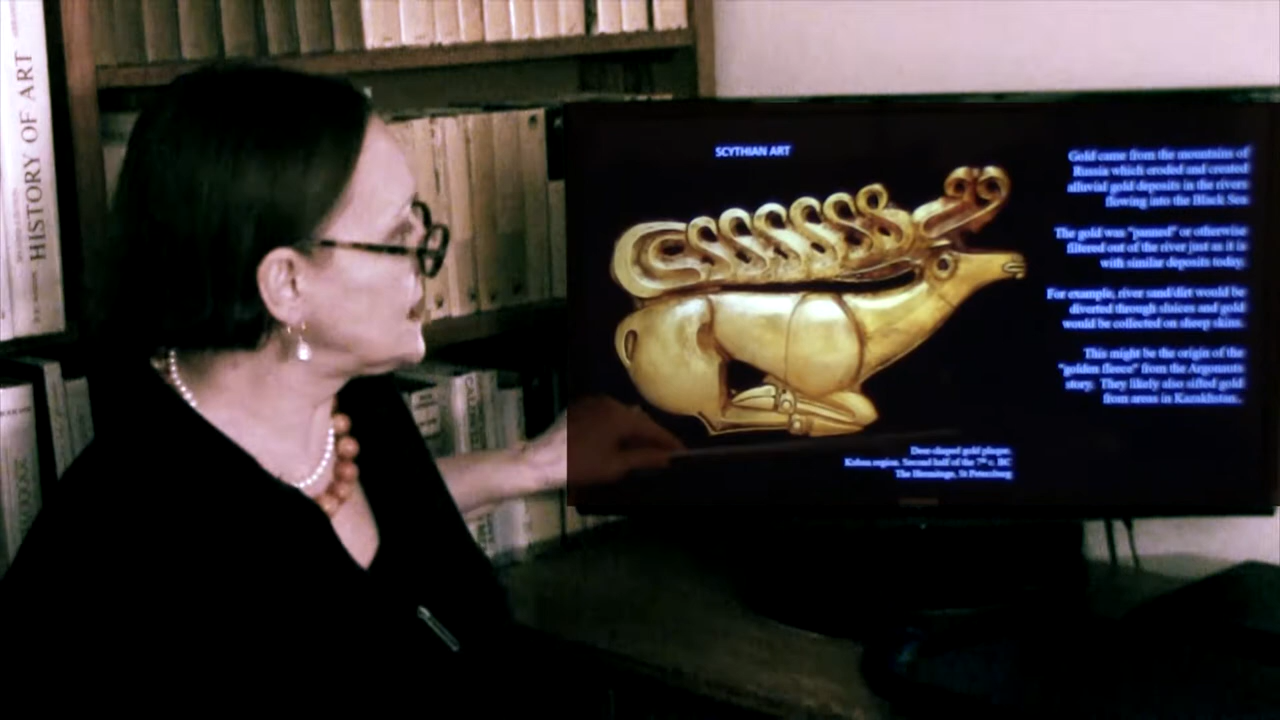 HISTORY OF ART
SCYTHIAN ART
Gold came from the mountains of
Russia which eroded and created
alluvial gold deposits in the rivers
flowing into the Black Sea
The gold was "panned" or otherwise
filtered out of the river just as it is
with similar deposits today.
For example, river sand/dirt would be
diverted through sluices and gold
would be collected on sheep skins.
This might be the origin of the
"golden fleece" from the Argonauts
story. They likely also sifted gold
from areas in Kazakhstan.
Deer-shaped gold plaque.
Kuban region. Second half of the 7th c. BC
The Hermitage, St Petersburg